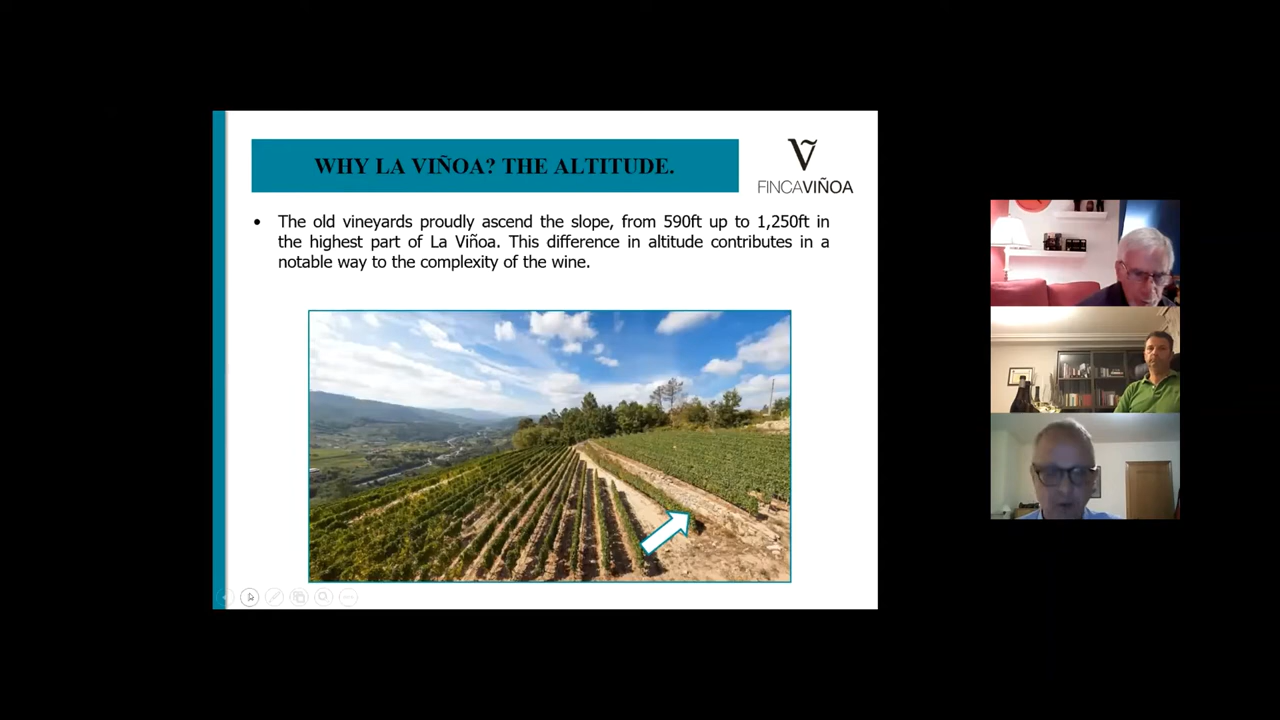 WHY LA VIÑOA? THE ALTITUDE.
Ṽ
FINCAVIÑOA
• The old vineyards proudly ascend the slope, from 590ft up to 1,250ft in
the highest part of La Viñoa. This difference in altitude contributes in a
notable way to the complexity of the wine.